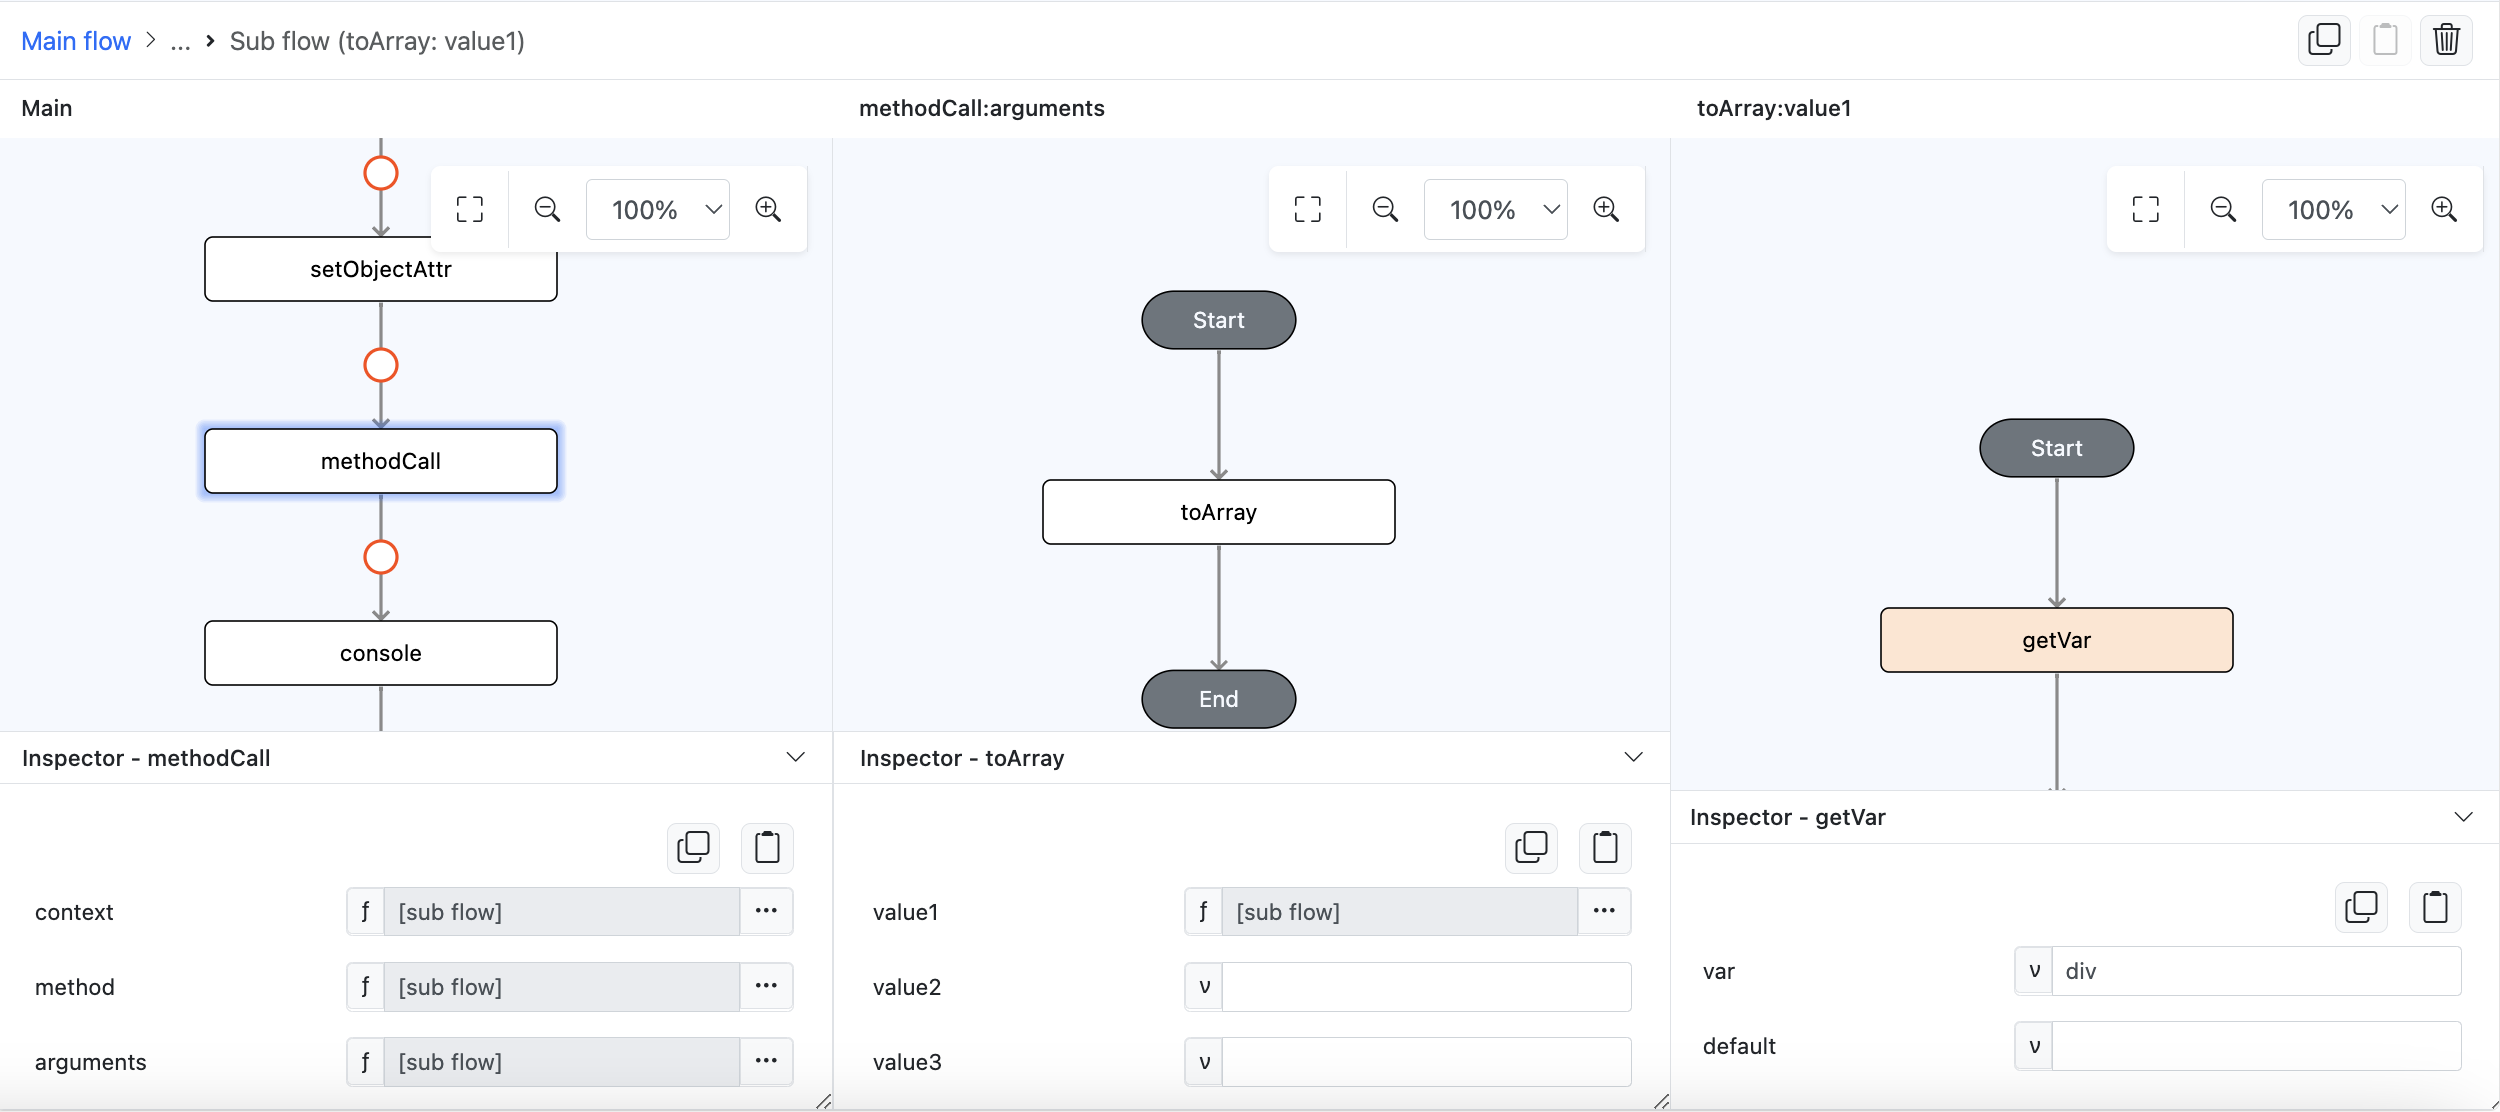 Main flow > ... > Sub flow (toArray: value1)
Main
100%
setObjectAttr
methodCall
console
Inspector - methodCall
context
ƒ [sub flow] ···
method
ƒ [sub flow] ···
arguments
ƒ [sub flow] ···
methodCall:arguments
100%
Start
toArray
End
Inspector - toArray
value1
ƒ [sub flow] ···
value2
ν
value3
ν
toArray:value1
100%
Start
getVar
Inspector - getVar
var
ν div
default
ν